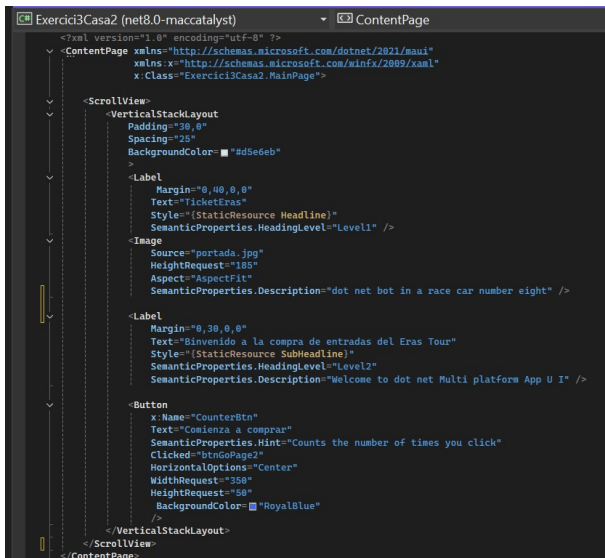 Exercici3Casa2 (net8.0-maccatalyst) ContentPage
<?xml version="1.0" encoding="utf-8" ?>
<ContentPage xmlns="http://schemas.microsoft.com/dotnet/2021/maui"
xmlns:x="http://schemas.microsoft.com/winfx/2009/xaml"
x:Class="Exercici3Casa2.MainPage">
<ScrollView>
<VerticalStackLayout
Padding="30,0"
Spacing="25"
BackgroundColor="#d5e6eb"
>
<Label
Margin="0,40,0,0"
Text="TicketEras"
Style="{StaticResource Headline}"
SemanticProperties.HeadingLevel="Level1" />
<Image
Source="portada.jpg"
HeightRequest="185"
Aspect="AspectFit"
SemanticProperties.Description="dot net bot in a race car number eight" />
<Label
Margin="0,30,0,0"
Text="Binvenido a la compra de entradas del Eras Tour"
Style="{StaticResource SubHeadline}"
SemanticProperties.HeadingLevel="Level2"
SemanticProperties.Description="Welcome to dot net Multi platform App U I" />
<Button
x:Name="CounterBtn"
Text="Comienza a comprar"
SemanticProperties.Hint="Counts the number of times you click"
Clicked="btnGoPage2"
HorizontalOptions="Center"
WidthRequest="350"
HeightRequest="50"
BackgroundColor="RoyalBlue"
/>
</VerticalStackLayout>
</ScrollView>
</ContentPage>